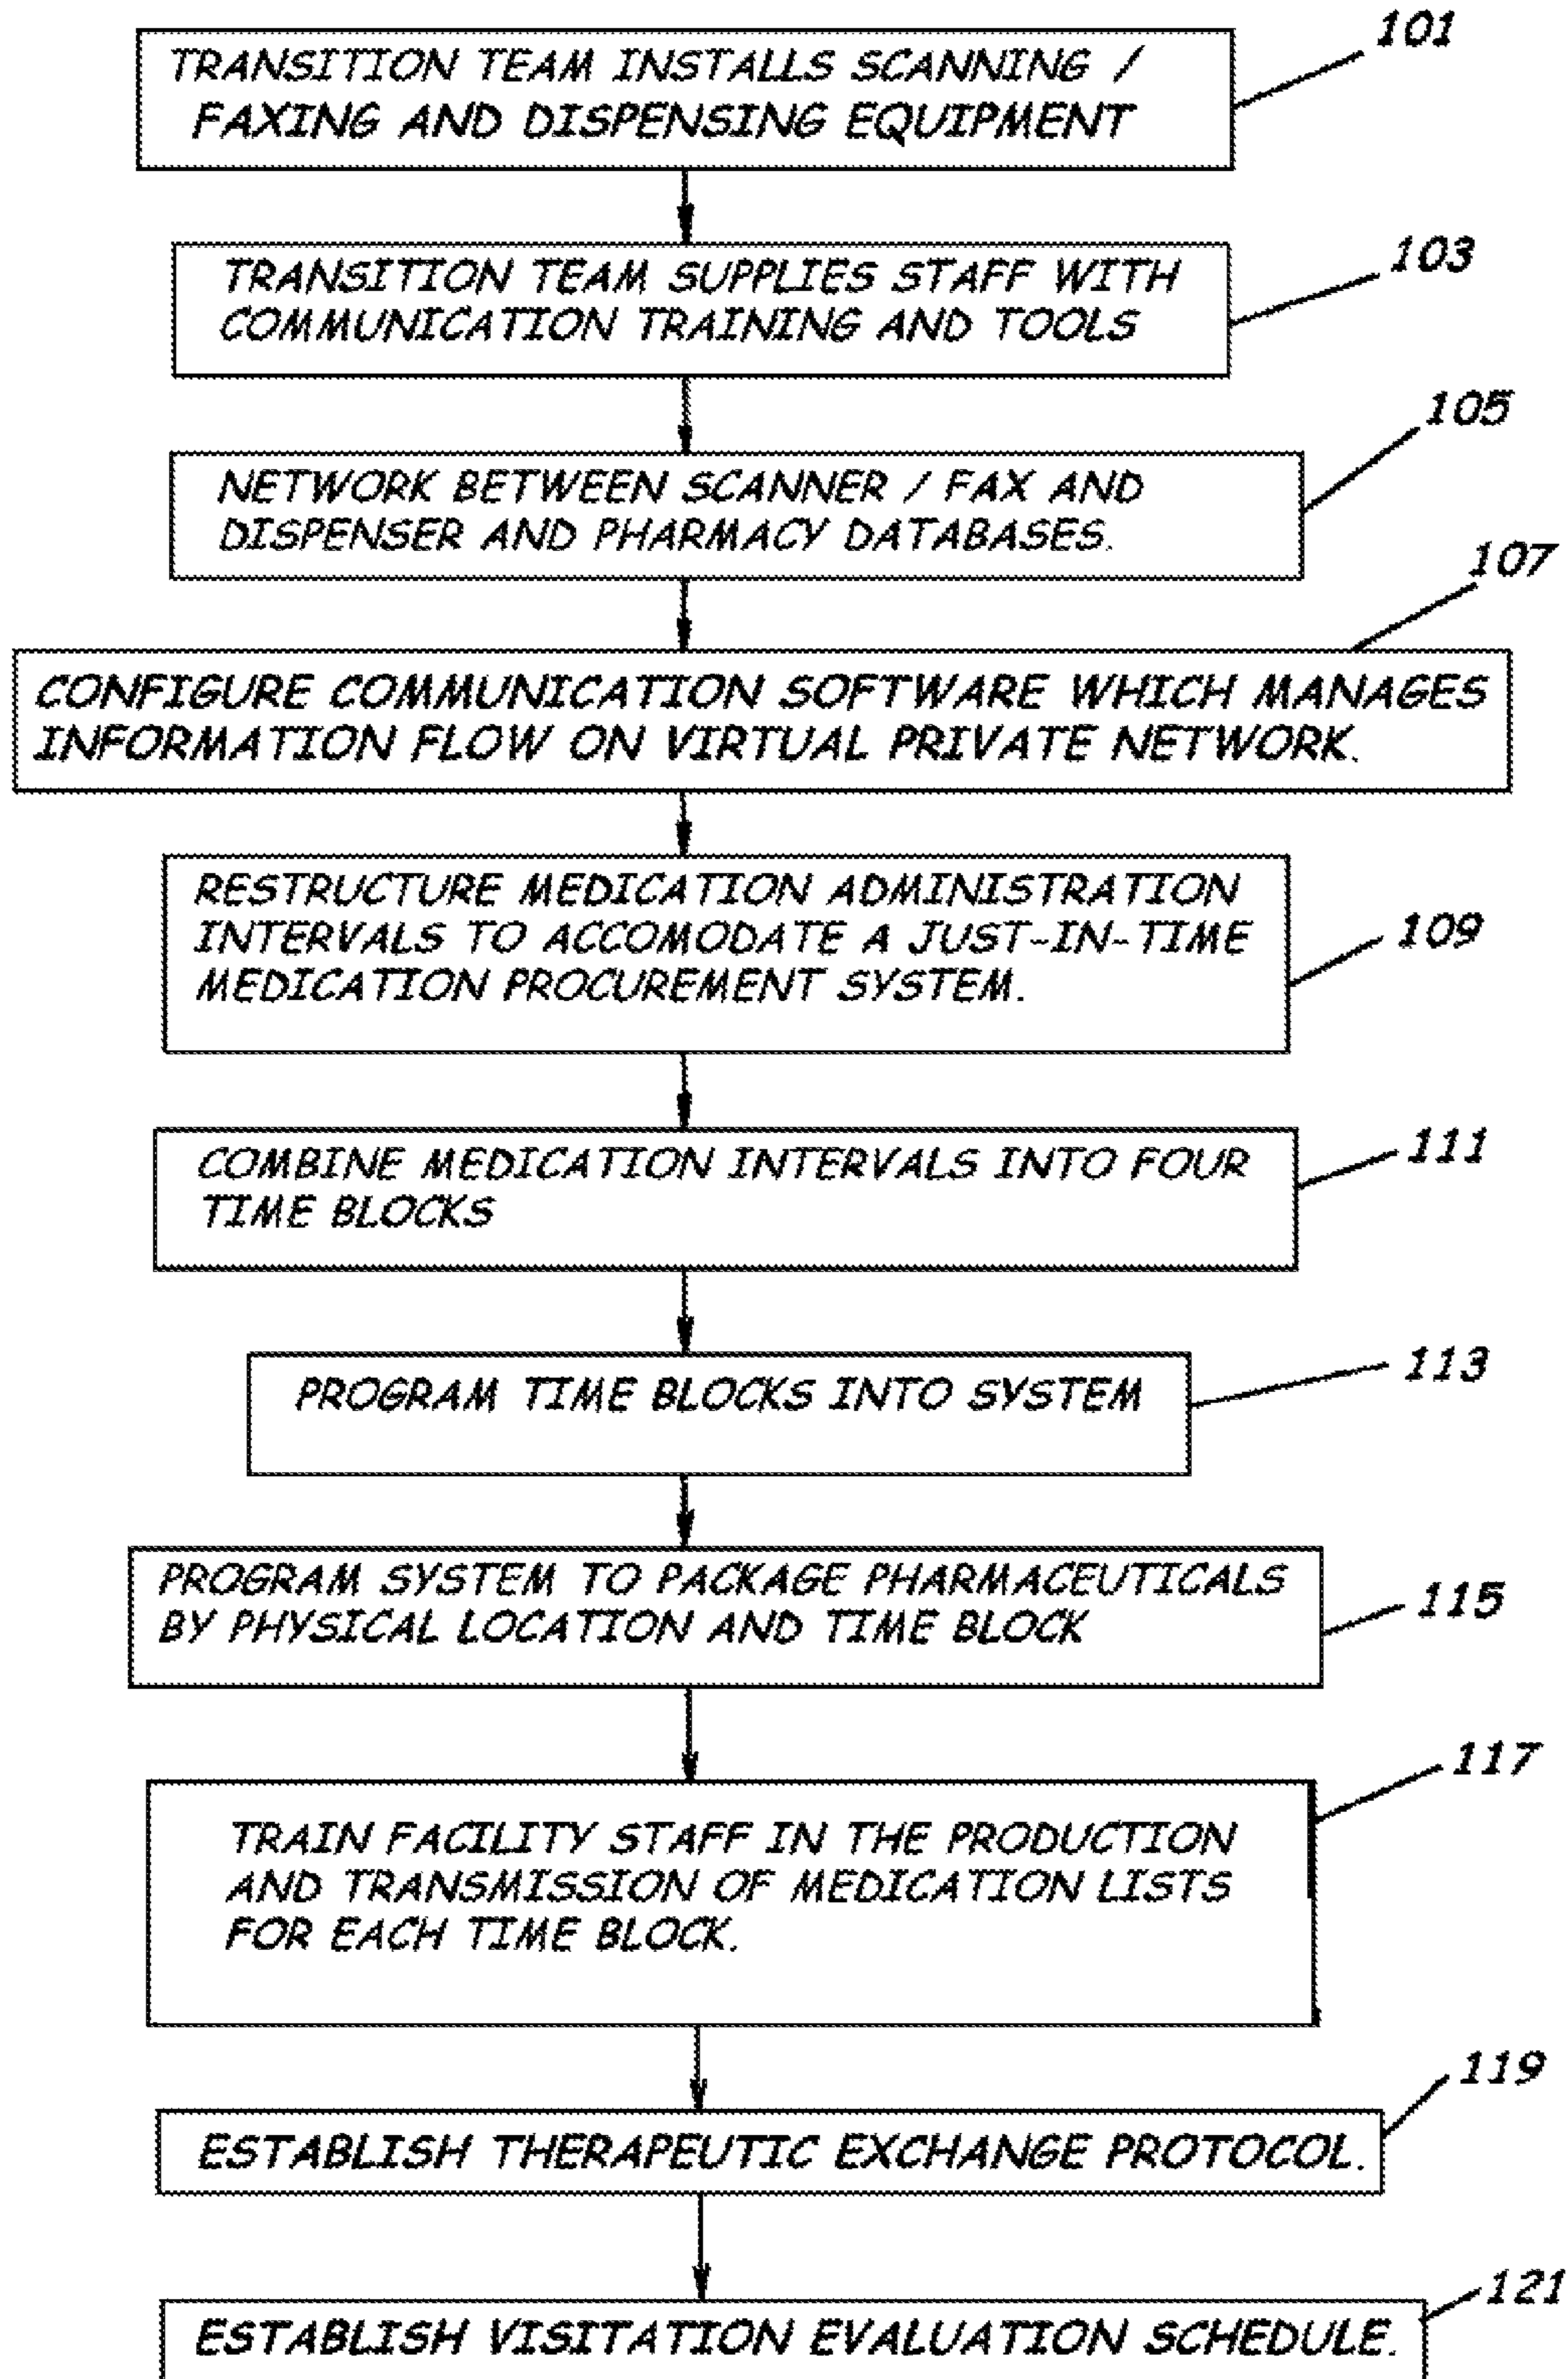 101
TRANSITION TEAM INSTALLS SCANNING /
FAXING AND DISPENSING EQUIPMENT
103
TRANSITION TEAM SUPPLIES STAFF WITH
COMMUNICATION TRAINING AND TOOLS
105
NETWORK BETWEEN SCANNER / FAX AND
DISPENSER AND PHARMACY DATABASES.
107
CONFIGURE COMMUNICATION SOFTWARE WHICH MANAGES
INFORMATION FLOW ON VIRTUAL PRIVATE NETWORK.
RESTRUCTURE MEDICATION ADMINISTRATION
INTERVALS TO ACCOMODATE A JUST-IN-TIME
MEDICATION PROCUREMENT SYSTEM.
109
COMBINE MEDICATION INTERVALS INTO FOUR
TIME BLOCKS
111
PROGRAM TIME BLOCKS INTO SYSTEM
113
PROGRAM SYSTEM TO PACKAGE PHARMACEUTICALS
BY PHYSICAL LOCATION AND TIME BLOCK
115
117
TRAIN FACILITY STAFF IN THE PRODUCTION
AND TRANSMISSION OF MEDICATION LISTS
FOR EACH TIME BLOCK.
119
ESTABLISH THERAPEUTIC EXCHANGE PROTOCOL.
121
ESTABLISH VISITATION EVALUATION SCHEDULE.